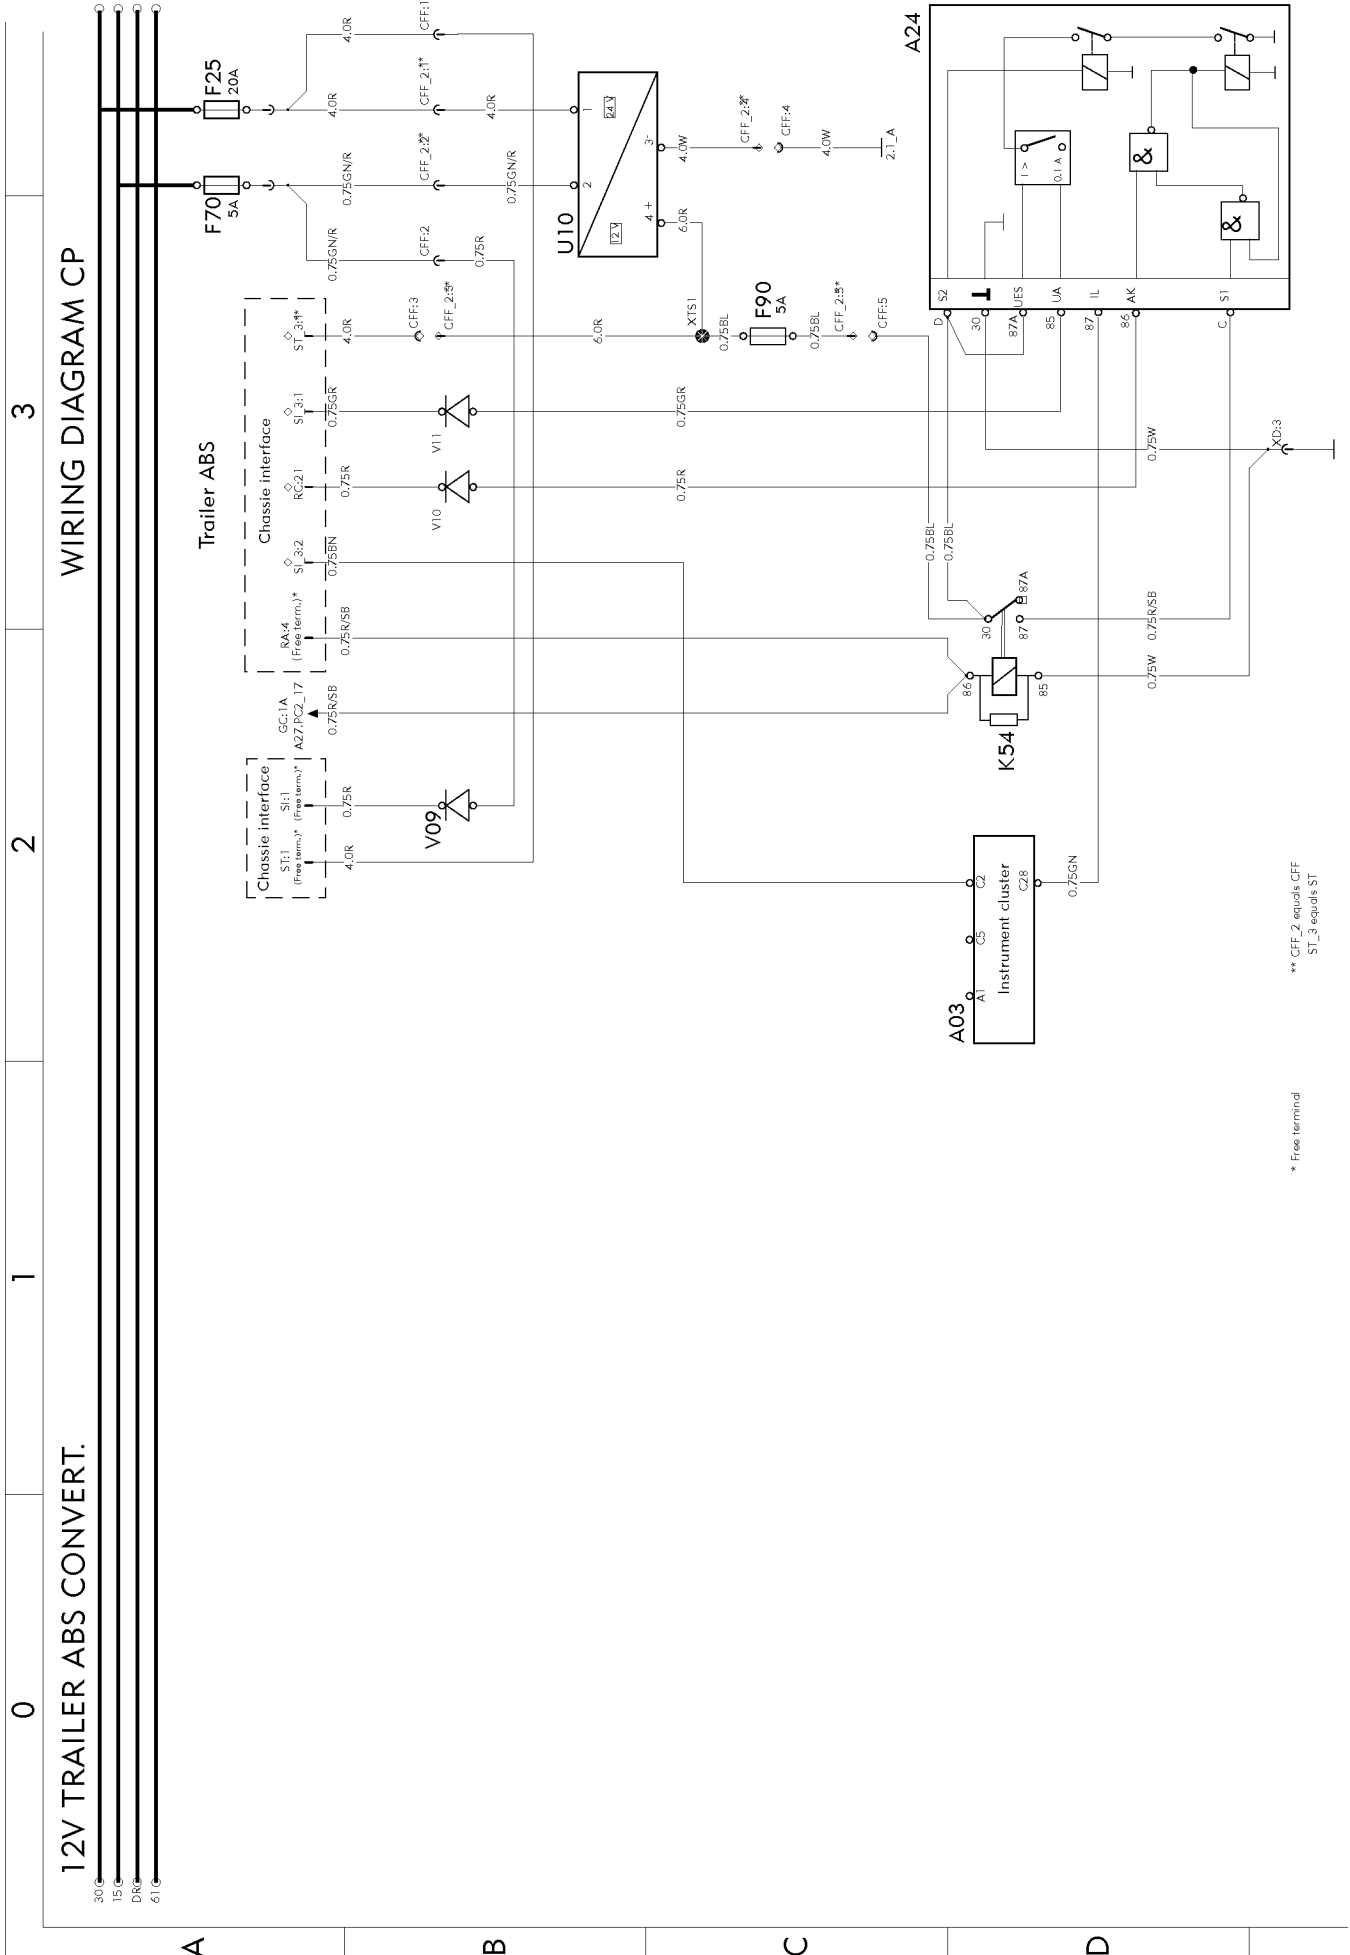 0
1
2
3
12V TRAILER ABS CONVERT.
WIRING DIAGRAM CP
30
15
DR
61
A
B
C
D
F70
5A
F25
20A
Trailer ABS
Chassie interface
ST:1
(Free term.)*
SI:1
(Free term.)*
GC:1A
A27.PC2_17
Chassie interface
RA:4
(Free term.)*
SI_3:2
RC:21
SI_3:1
ST_3:1**
4.0R
0.75R
0.75R/SB
0.75R/SB
0.75BN
0.75R
0.75GR
4.0R
0.75GN/R
0.75GN/R
4.0R
4.0R
V09
V10
V11
CFF:3
CFF_2:3**
CFF:2
CFF_2:2**
CFF_2:1**
CFF:1
0.75R
0.75GN/R
4.0R
U10
2
1
12 V
24 V
4 +
3-
6.0R
6.0R
4.0W
0.75R
0.75GR
XTS1
0.75BL
F90
5A
0.75BL
CFF_2:5**
CFF:5
CFF_2:4**
CFF:4
4.0W
2.1_A
0.75BL
0.75BL
A24
D
30
87A
85
87
86
C
S2
UES
UA
IL
AK
S1
I >
0.1 A
&
&
K54
86
85
30
87
87A
0.75W
0.75R/SB
0.75W
XD:3
A03
A1
C5
C2
Instrument cluster
C28
0.75GN
* Free terminal
** CFF_2 equals CFF
ST_3 equals ST